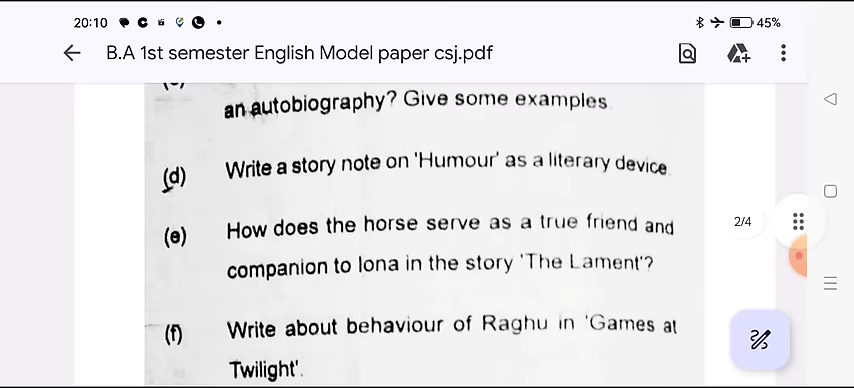 20:10
45%
B.A 1st semester English Model paper csj.pdf
an autobiography? Give some examples.
(d) Write a story note on 'Humour' as a literary device.
(e) How does the horse serve as a true friend and
companion to Iona in the story 'The Lament'?
2/4
(f) Write about behaviour of Raghu in 'Games at
Twilight'.